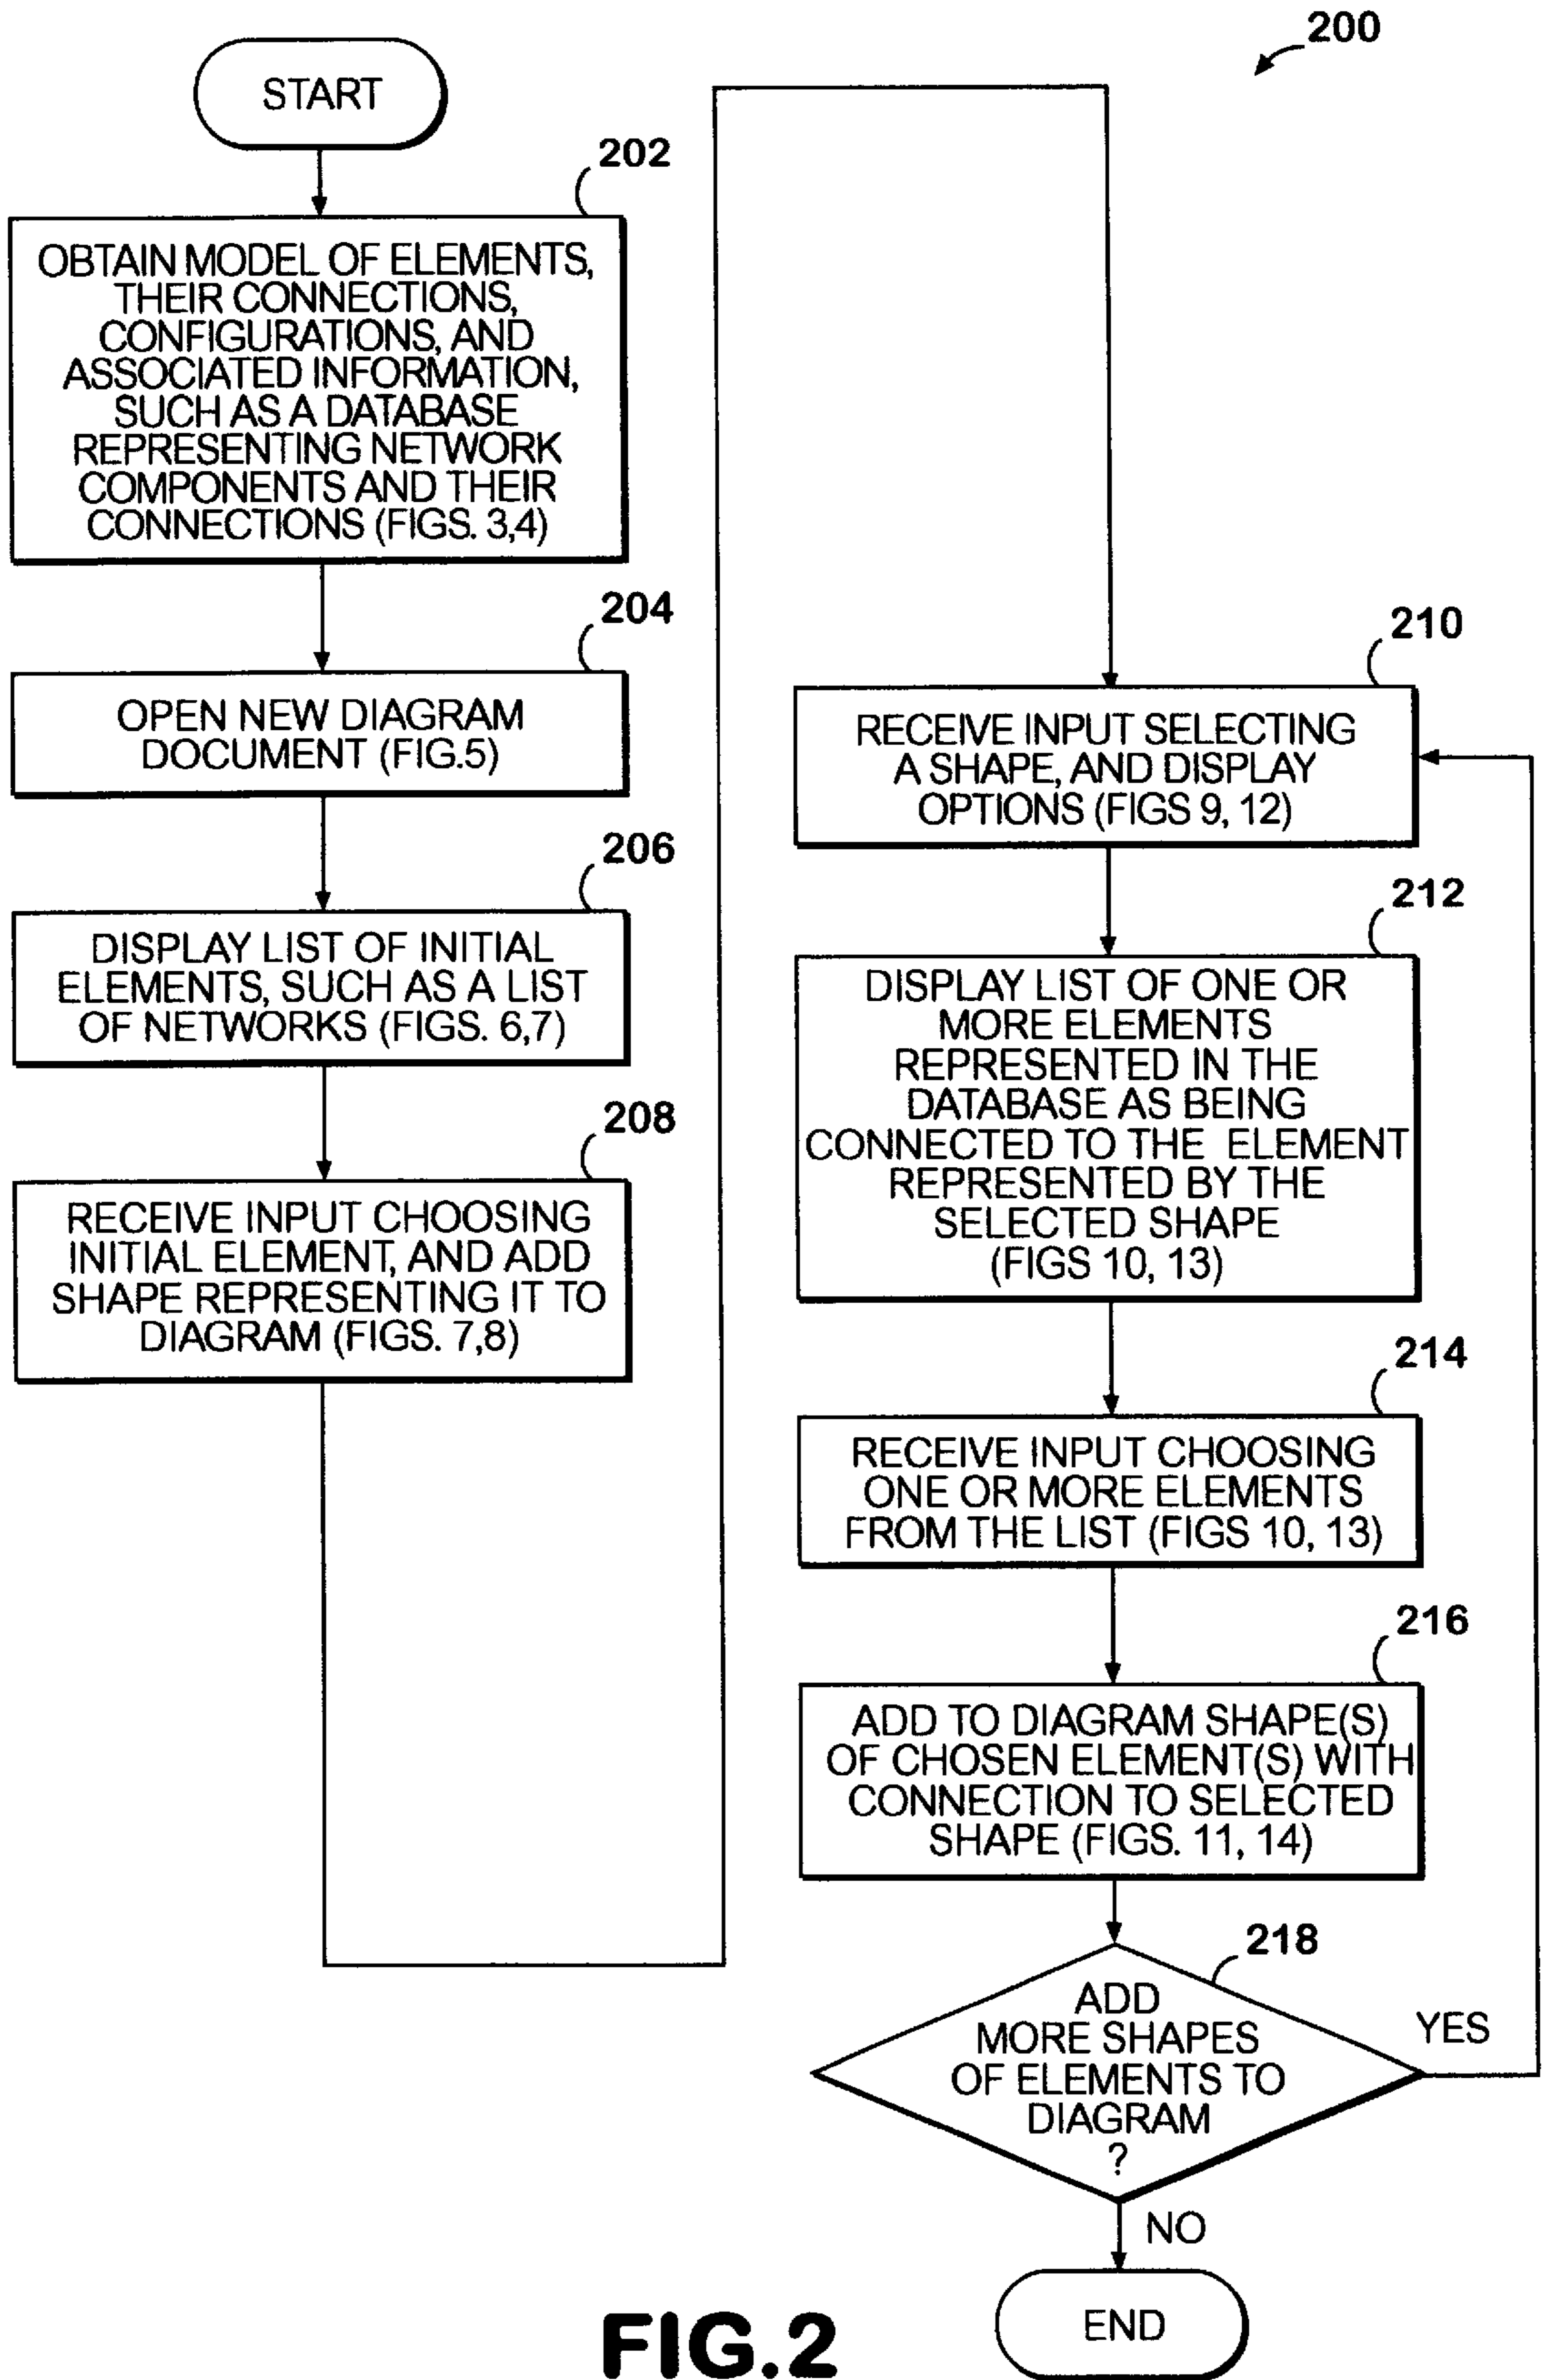 200
START
202
OBTAIN MODEL OF ELEMENTS,
THEIR CONNECTIONS,
CONFIGURATIONS, AND
ASSOCIATED INFORMATION,
SUCH AS A DATABASE
REPRESENTING NETWORK
COMPONENTS AND THEIR
CONNECTIONS (FIGS. 3,4)
204
OPEN NEW DIAGRAM
DOCUMENT (FIG.5)
206
DISPLAY LIST OF INITIAL
ELEMENTS, SUCH AS A LIST
OF NETWORKS (FIGS. 6,7)
208
RECEIVE INPUT CHOOSING
INITIAL ELEMENT, AND ADD
SHAPE REPRESENTING IT TO
DIAGRAM (FIGS. 7,8)
210
RECEIVE INPUT SELECTING
A SHAPE, AND DISPLAY
OPTIONS (FIGS 9, 12)
212
DISPLAY LIST OF ONE OR
MORE ELEMENTS
REPRESENTED IN THE
DATABASE AS BEING
CONNECTED TO THE ELEMENT
REPRESENTED BY THE
SELECTED SHAPE
(FIGS 10, 13)
214
RECEIVE INPUT CHOOSING
ONE OR MORE ELEMENTS
FROM THE LIST (FIGS 10, 13)
216
ADD TO DIAGRAM SHAPE(S)
OF CHOSEN ELEMENT(S) WITH
CONNECTION TO SELECTED
SHAPE (FIGS. 11, 14)
218
ADD
MORE SHAPES
OF ELEMENTS TO
DIAGRAM
?
YES
NO
END
FIG.2